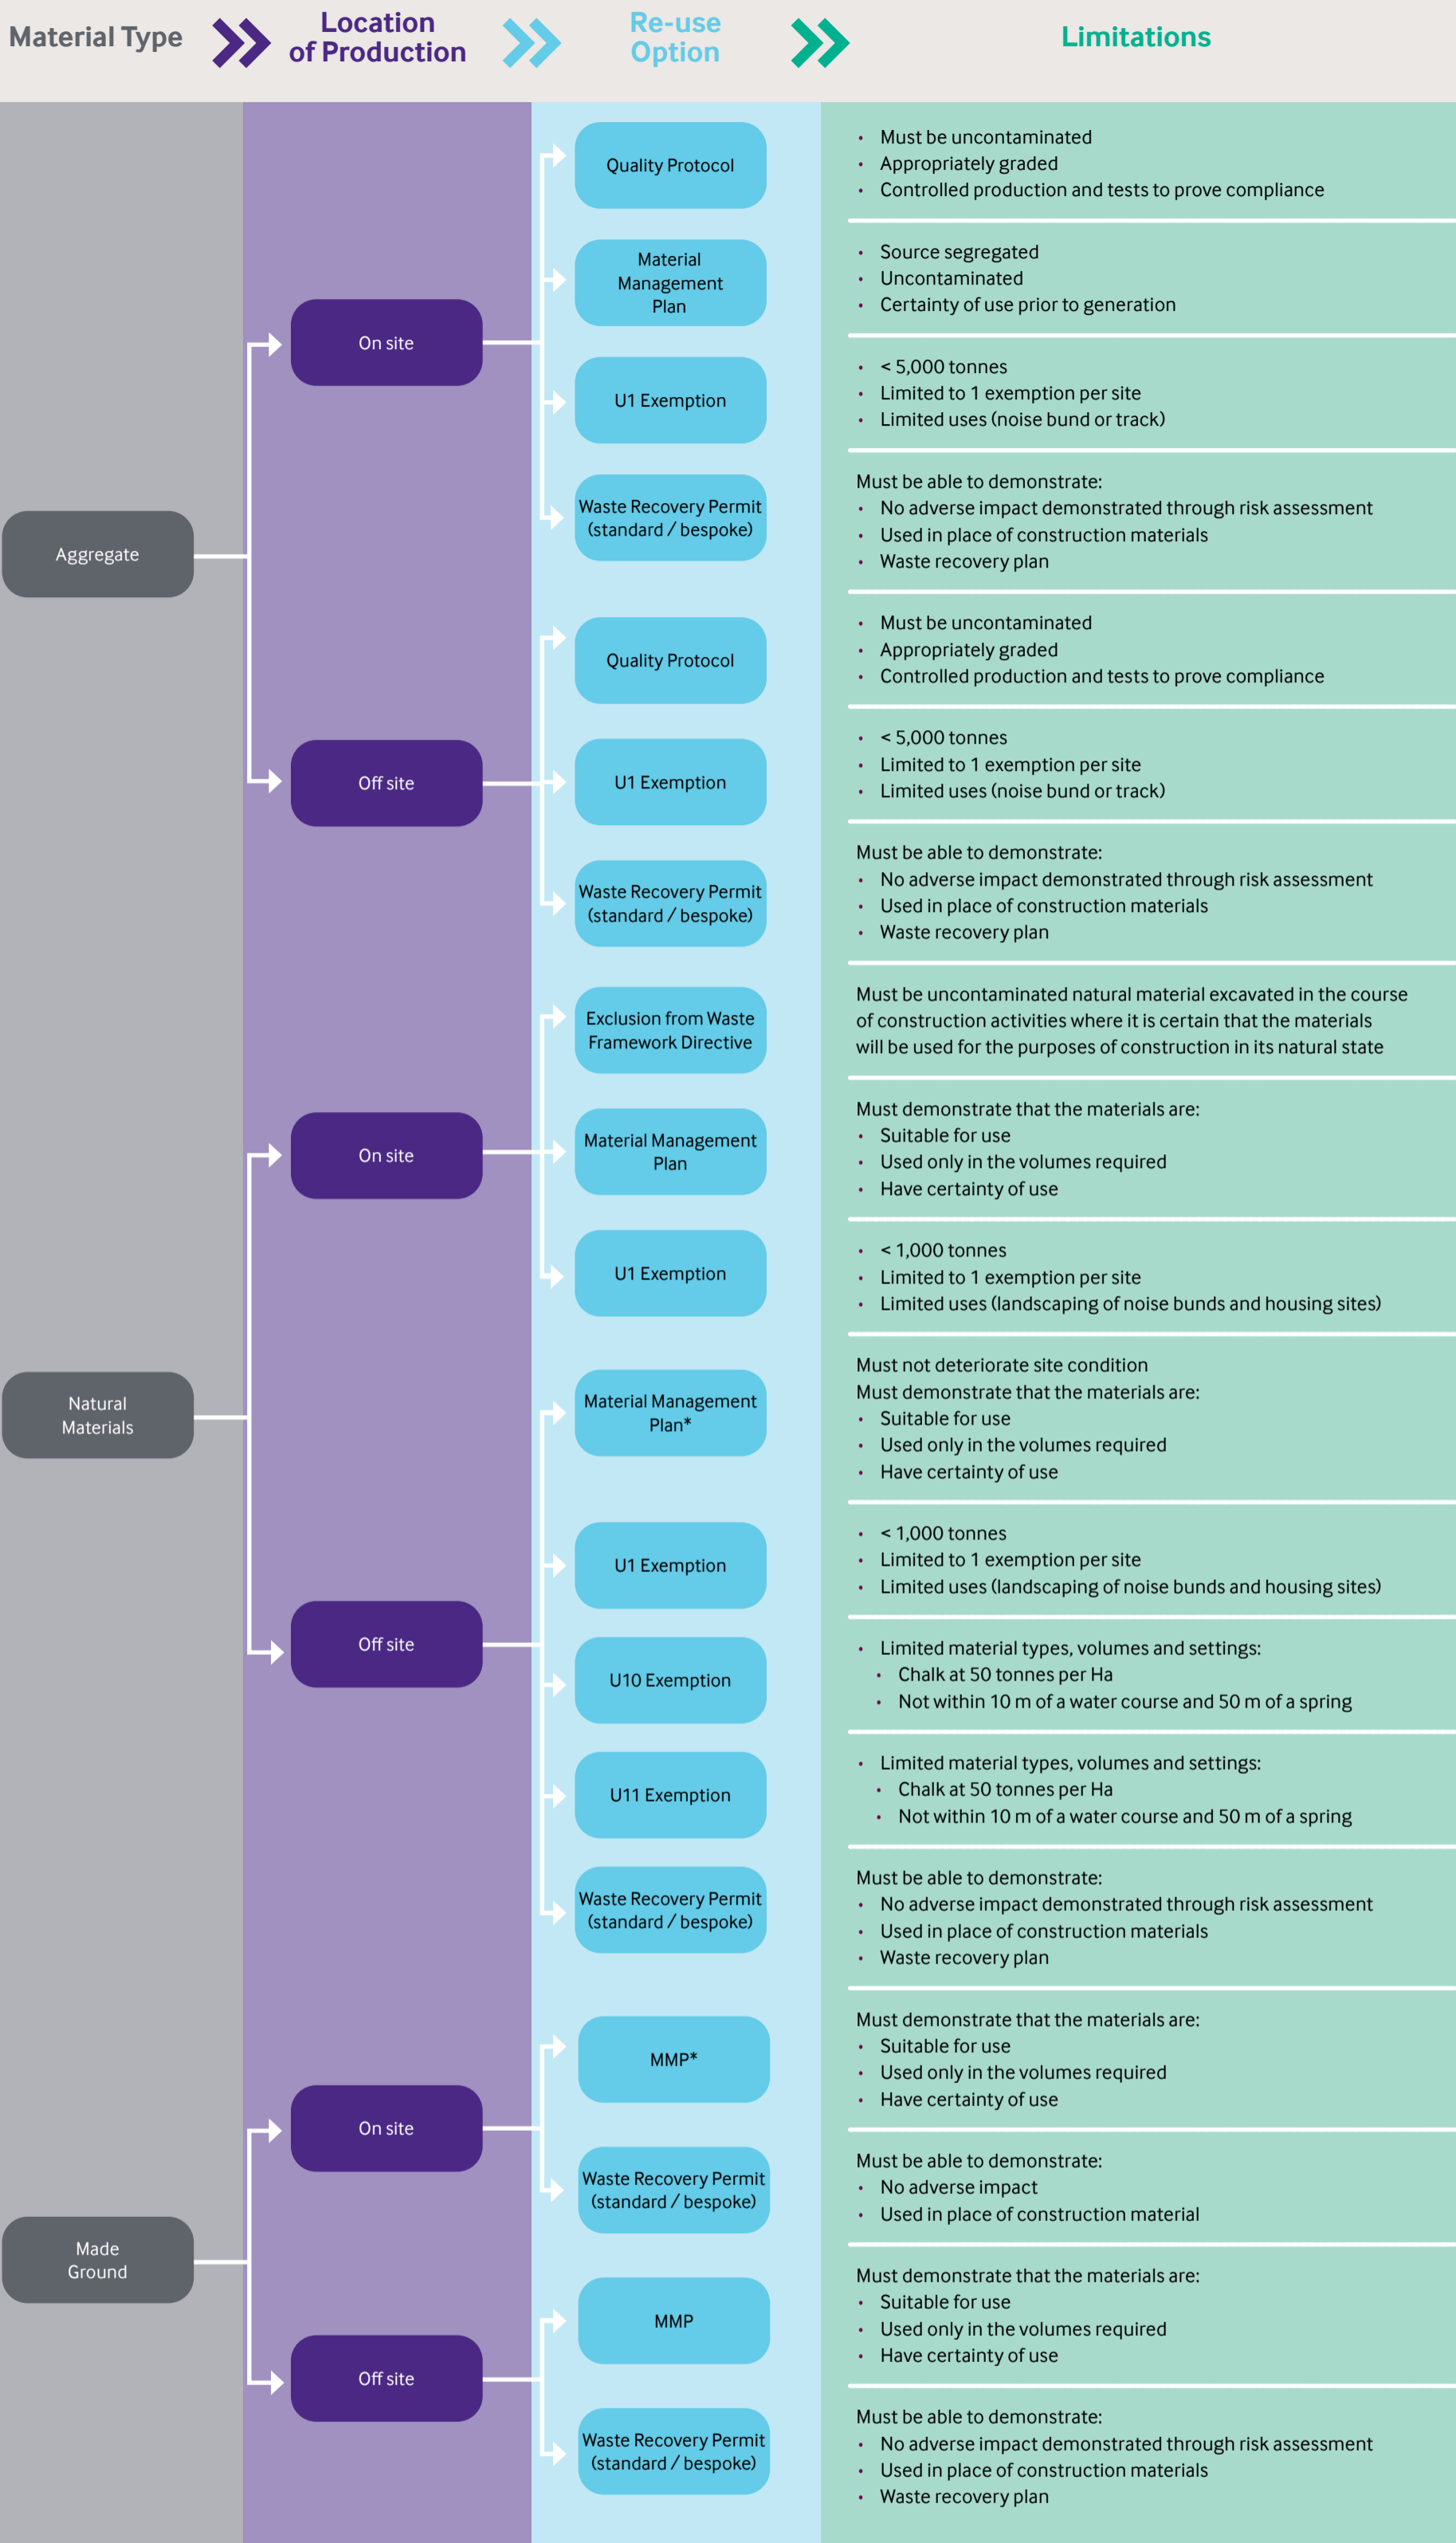 Material Type
Location
of Production
Re-use
Option
Limitations
Aggregate
On site
Quality Protocol
• Must be uncontaminated
• Appropriately graded
• Controlled production and tests to prove compliance
Material
Management
Plan
• Source segregated
• Uncontaminated
• Certainty of use prior to generation
U1 Exemption
• < 5,000 tonnes
• Limited to 1 exemption per site
• Limited uses (noise bund or track)
Waste Recovery Permit
(standard / bespoke)
Must be able to demonstrate:
• No adverse impact demonstrated through risk assessment
• Used in place of construction materials
• Waste recovery plan
Off site
Quality Protocol
• Must be uncontaminated
• Appropriately graded
• Controlled production and tests to prove compliance
U1 Exemption
• < 5,000 tonnes
• Limited to 1 exemption per site
• Limited uses (noise bund or track)
Waste Recovery Permit
(standard / bespoke)
Must be able to demonstrate:
• No adverse impact demonstrated through risk assessment
• Used in place of construction materials
• Waste recovery plan
Natural
Materials
On site
Exclusion from Waste
Framework Directive
Must be uncontaminated natural material excavated in the course
of construction activities where it is certain that the materials
will be used for the purposes of construction in its natural state
Material Management
Plan
Must demonstrate that the materials are:
• Suitable for use
• Used only in the volumes required
• Have certainty of use
U1 Exemption
• < 1,000 tonnes
• Limited to 1 exemption per site
• Limited uses (landscaping of noise bunds and housing sites)
Off site
Material Management
Plan*
Must not deteriorate site condition
Must demonstrate that the materials are:
• Suitable for use
• Used only in the volumes required
• Have certainty of use
U1 Exemption
• < 1,000 tonnes
• Limited to 1 exemption per site
• Limited uses (landscaping of noise bunds and housing sites)
U10 Exemption
• Limited material types, volumes and settings:
• Chalk at 50 tonnes per Ha
• Not within 10 m of a water course and 50 m of a spring
U11 Exemption
• Limited material types, volumes and settings:
• Chalk at 50 tonnes per Ha
• Not within 10 m of a water course and 50 m of a spring
Waste Recovery Permit
(standard / bespoke)
Must be able to demonstrate:
• No adverse impact demonstrated through risk assessment
• Used in place of construction materials
• Waste recovery plan
Made
Ground
On site
MMP*
Must demonstrate that the materials are:
• Suitable for use
• Used only in the volumes required
• Have certainty of use
Waste Recovery Permit
(standard / bespoke)
Must be able to demonstrate:
• No adverse impact
• Used in place of construction material
Off site
MMP
Must demonstrate that the materials are:
• Suitable for use
• Used only in the volumes required
• Have certainty of use
Waste Recovery Permit
(standard / bespoke)
Must be able to demonstrate:
• No adverse impact demonstrated through risk assessment
• Used in place of construction materials
• Waste recovery plan